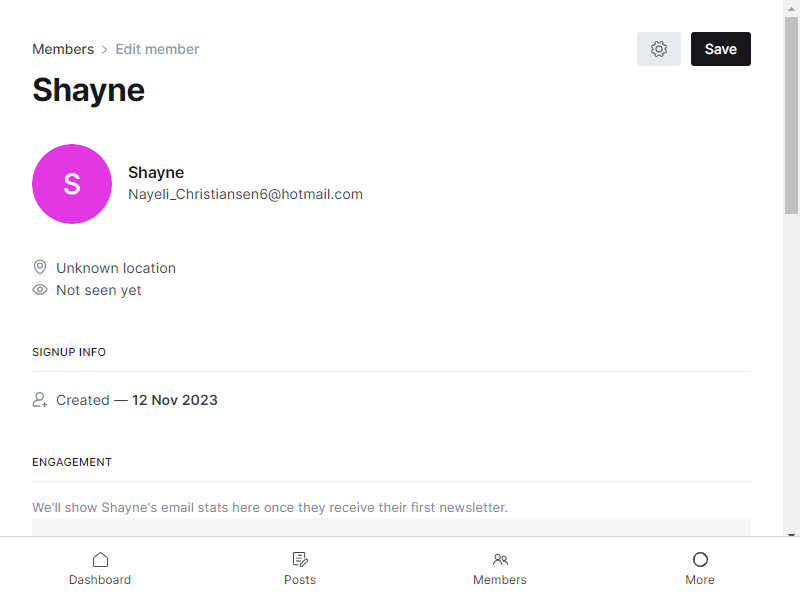 Members > Edit member
Save
Shayne
S
Shayne
Nayeli_Christiansen6@hotmail.com
Unknown location
Not seen yet
SIGNUP INFO
Created — 12 Nov 2023
ENGAGEMENT
We'll show Shayne's email stats here once they receive their first newsletter.
Dashboard
Posts
Members
More